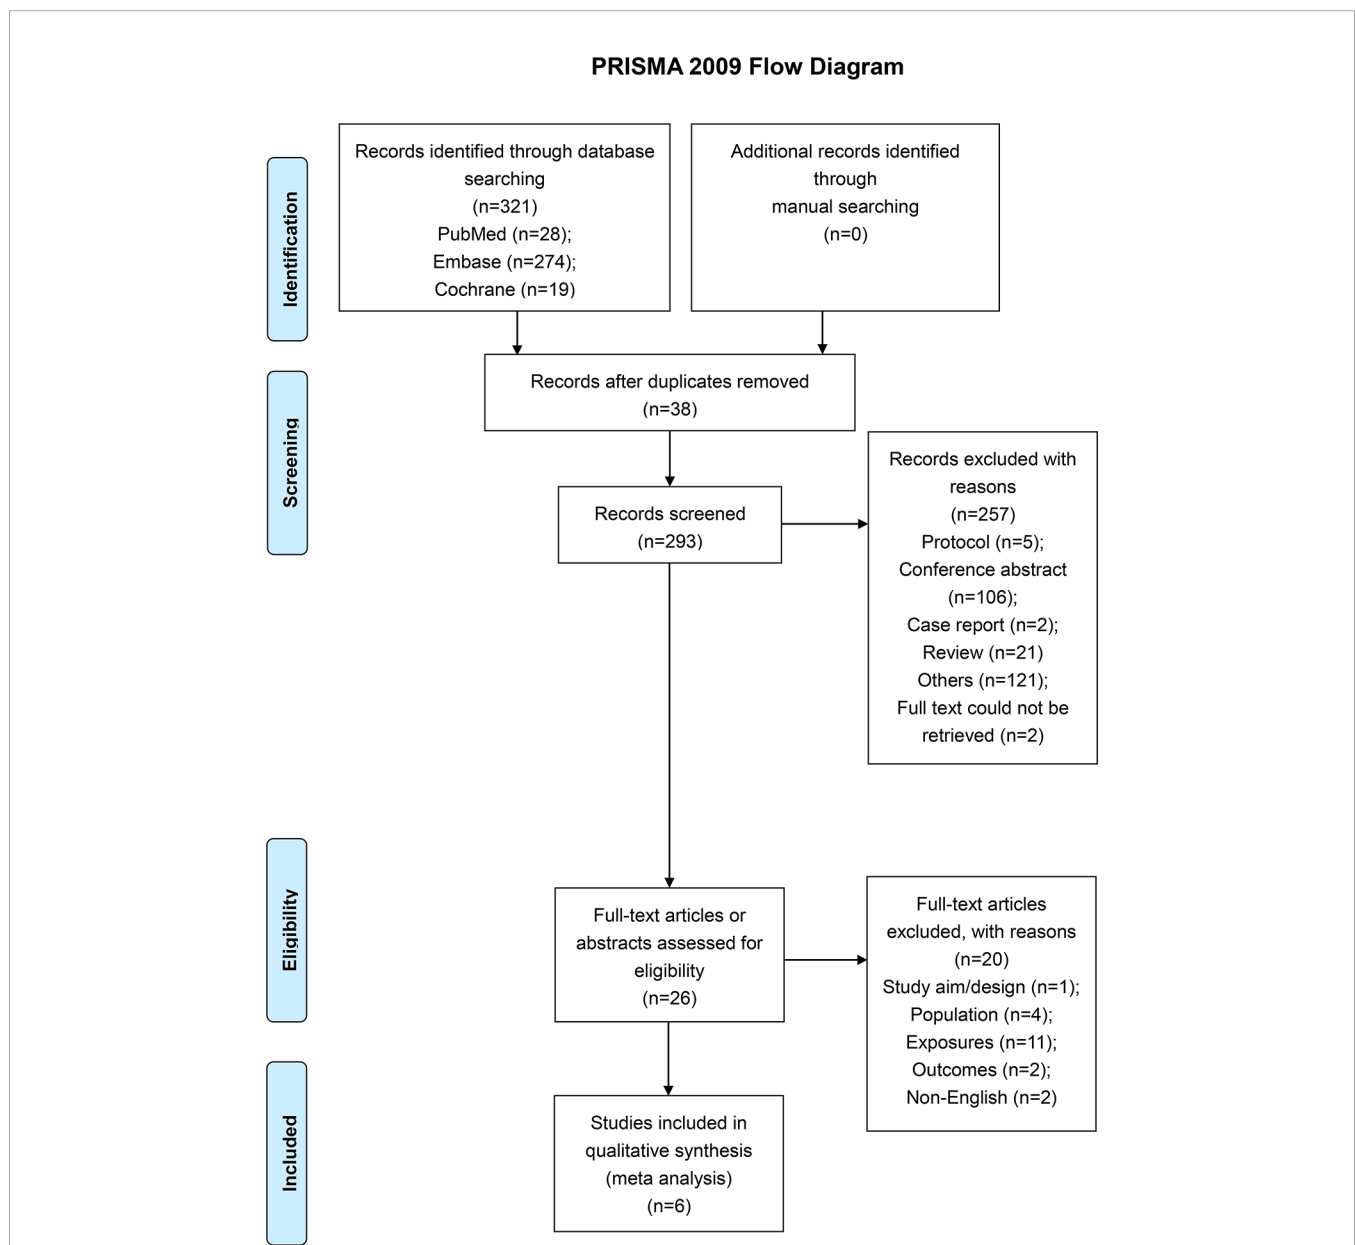 PRISMA 2009 Flow Diagram
Identification
Records identified through database
searching
(n=321)
PubMed (n=28);
Embase (n=274);
Cochrane (n=19)
Additional records identified
through
manual searching
(n=0)
Screening
Records after duplicates removed
(n=38)
Records screened
(n=293)
Records excluded with
reasons
(n=257)
Protocol (n=5);
Conference abstract
(n=106);
Case report (n=2);
Review (n=21)
Others (n=121);
Full text could not be
retrieved (n=2)
Eligibility
Full-text articles or
abstracts assessed for
eligibility
(n=26)
Full-text articles
excluded, with reasons
(n=20)
Study aim/design (n=1);
Population (n=4);
Exposures (n=11);
Outcomes (n=2);
Non-English (n=2)
Included
Studies included in
qualitative synthesis
(meta analysis)
(n=6)